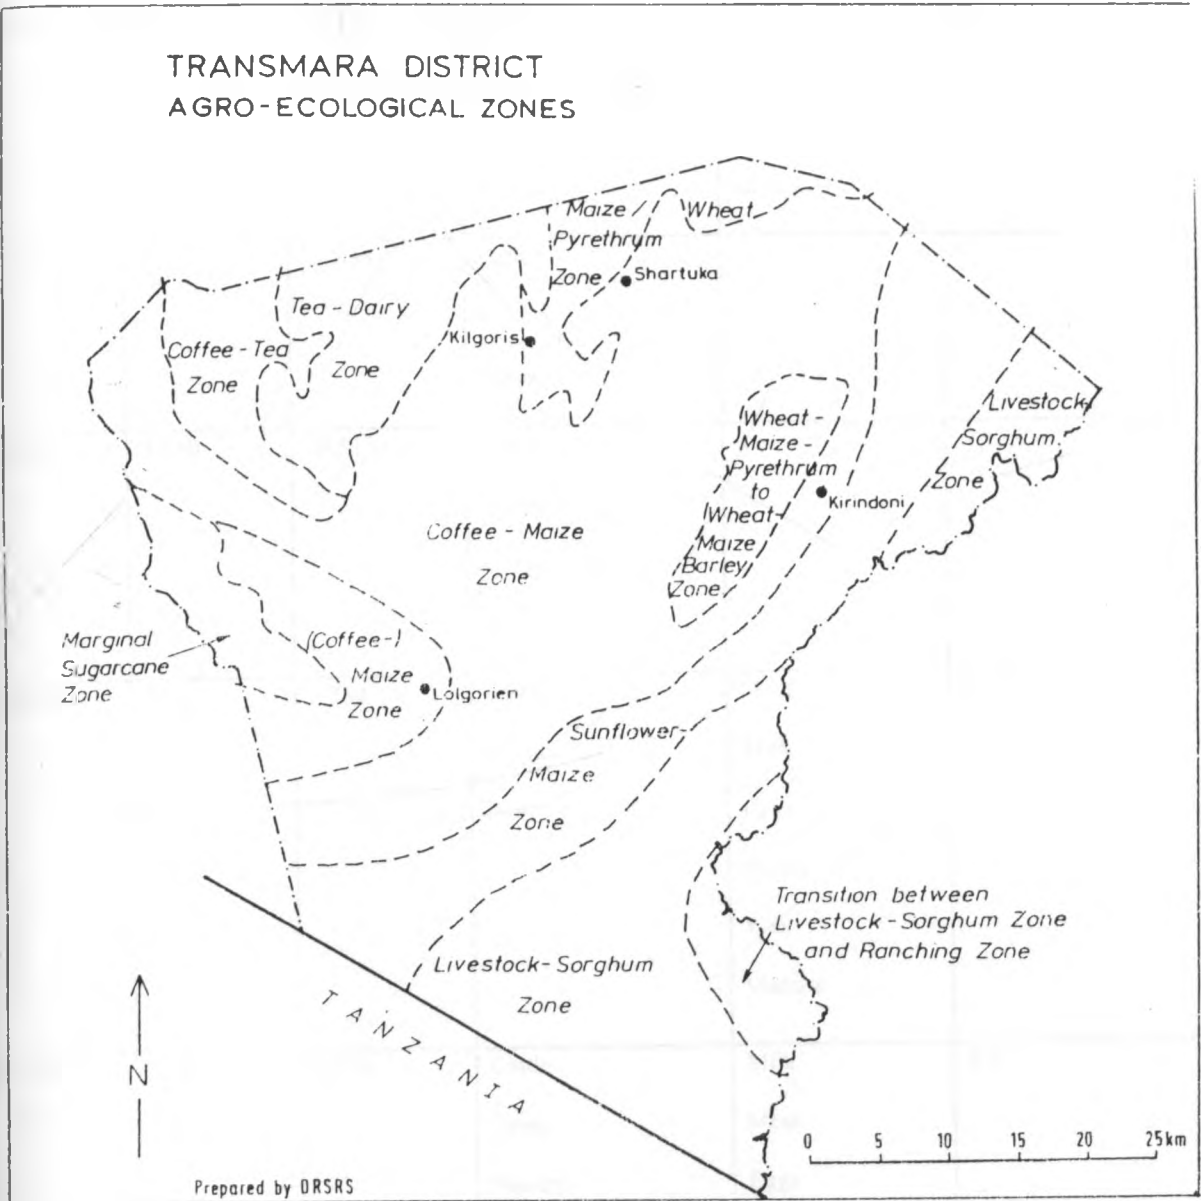 TRANSMARA DISTRICT
AGRO-ECOLOGICAL ZONES
Maize / Wheat
Pyrethrum
Zone
Shartuka
Tea - Dairy
Zone
Kilgoris
Coffee - Tea
Zone
Livestock-
Sorghum
Zone
Wheat-
Maize-
Pyrethrum
to
Wheat-
Maize
Barley
Zone
Kirindoni
Coffee - Maize
Zone
Marginal
Sugarcane
Zone
(Coffee-)
Maize
Zone
Lolgorien
Sunflower-
Maize
Zone
Transition between
Livestock-Sorghum Zone
and Ranching Zone
Livestock-Sorghum
Zone
TANZANIA
N
0 5 10 15 20 25km
Prepared by DRSRS